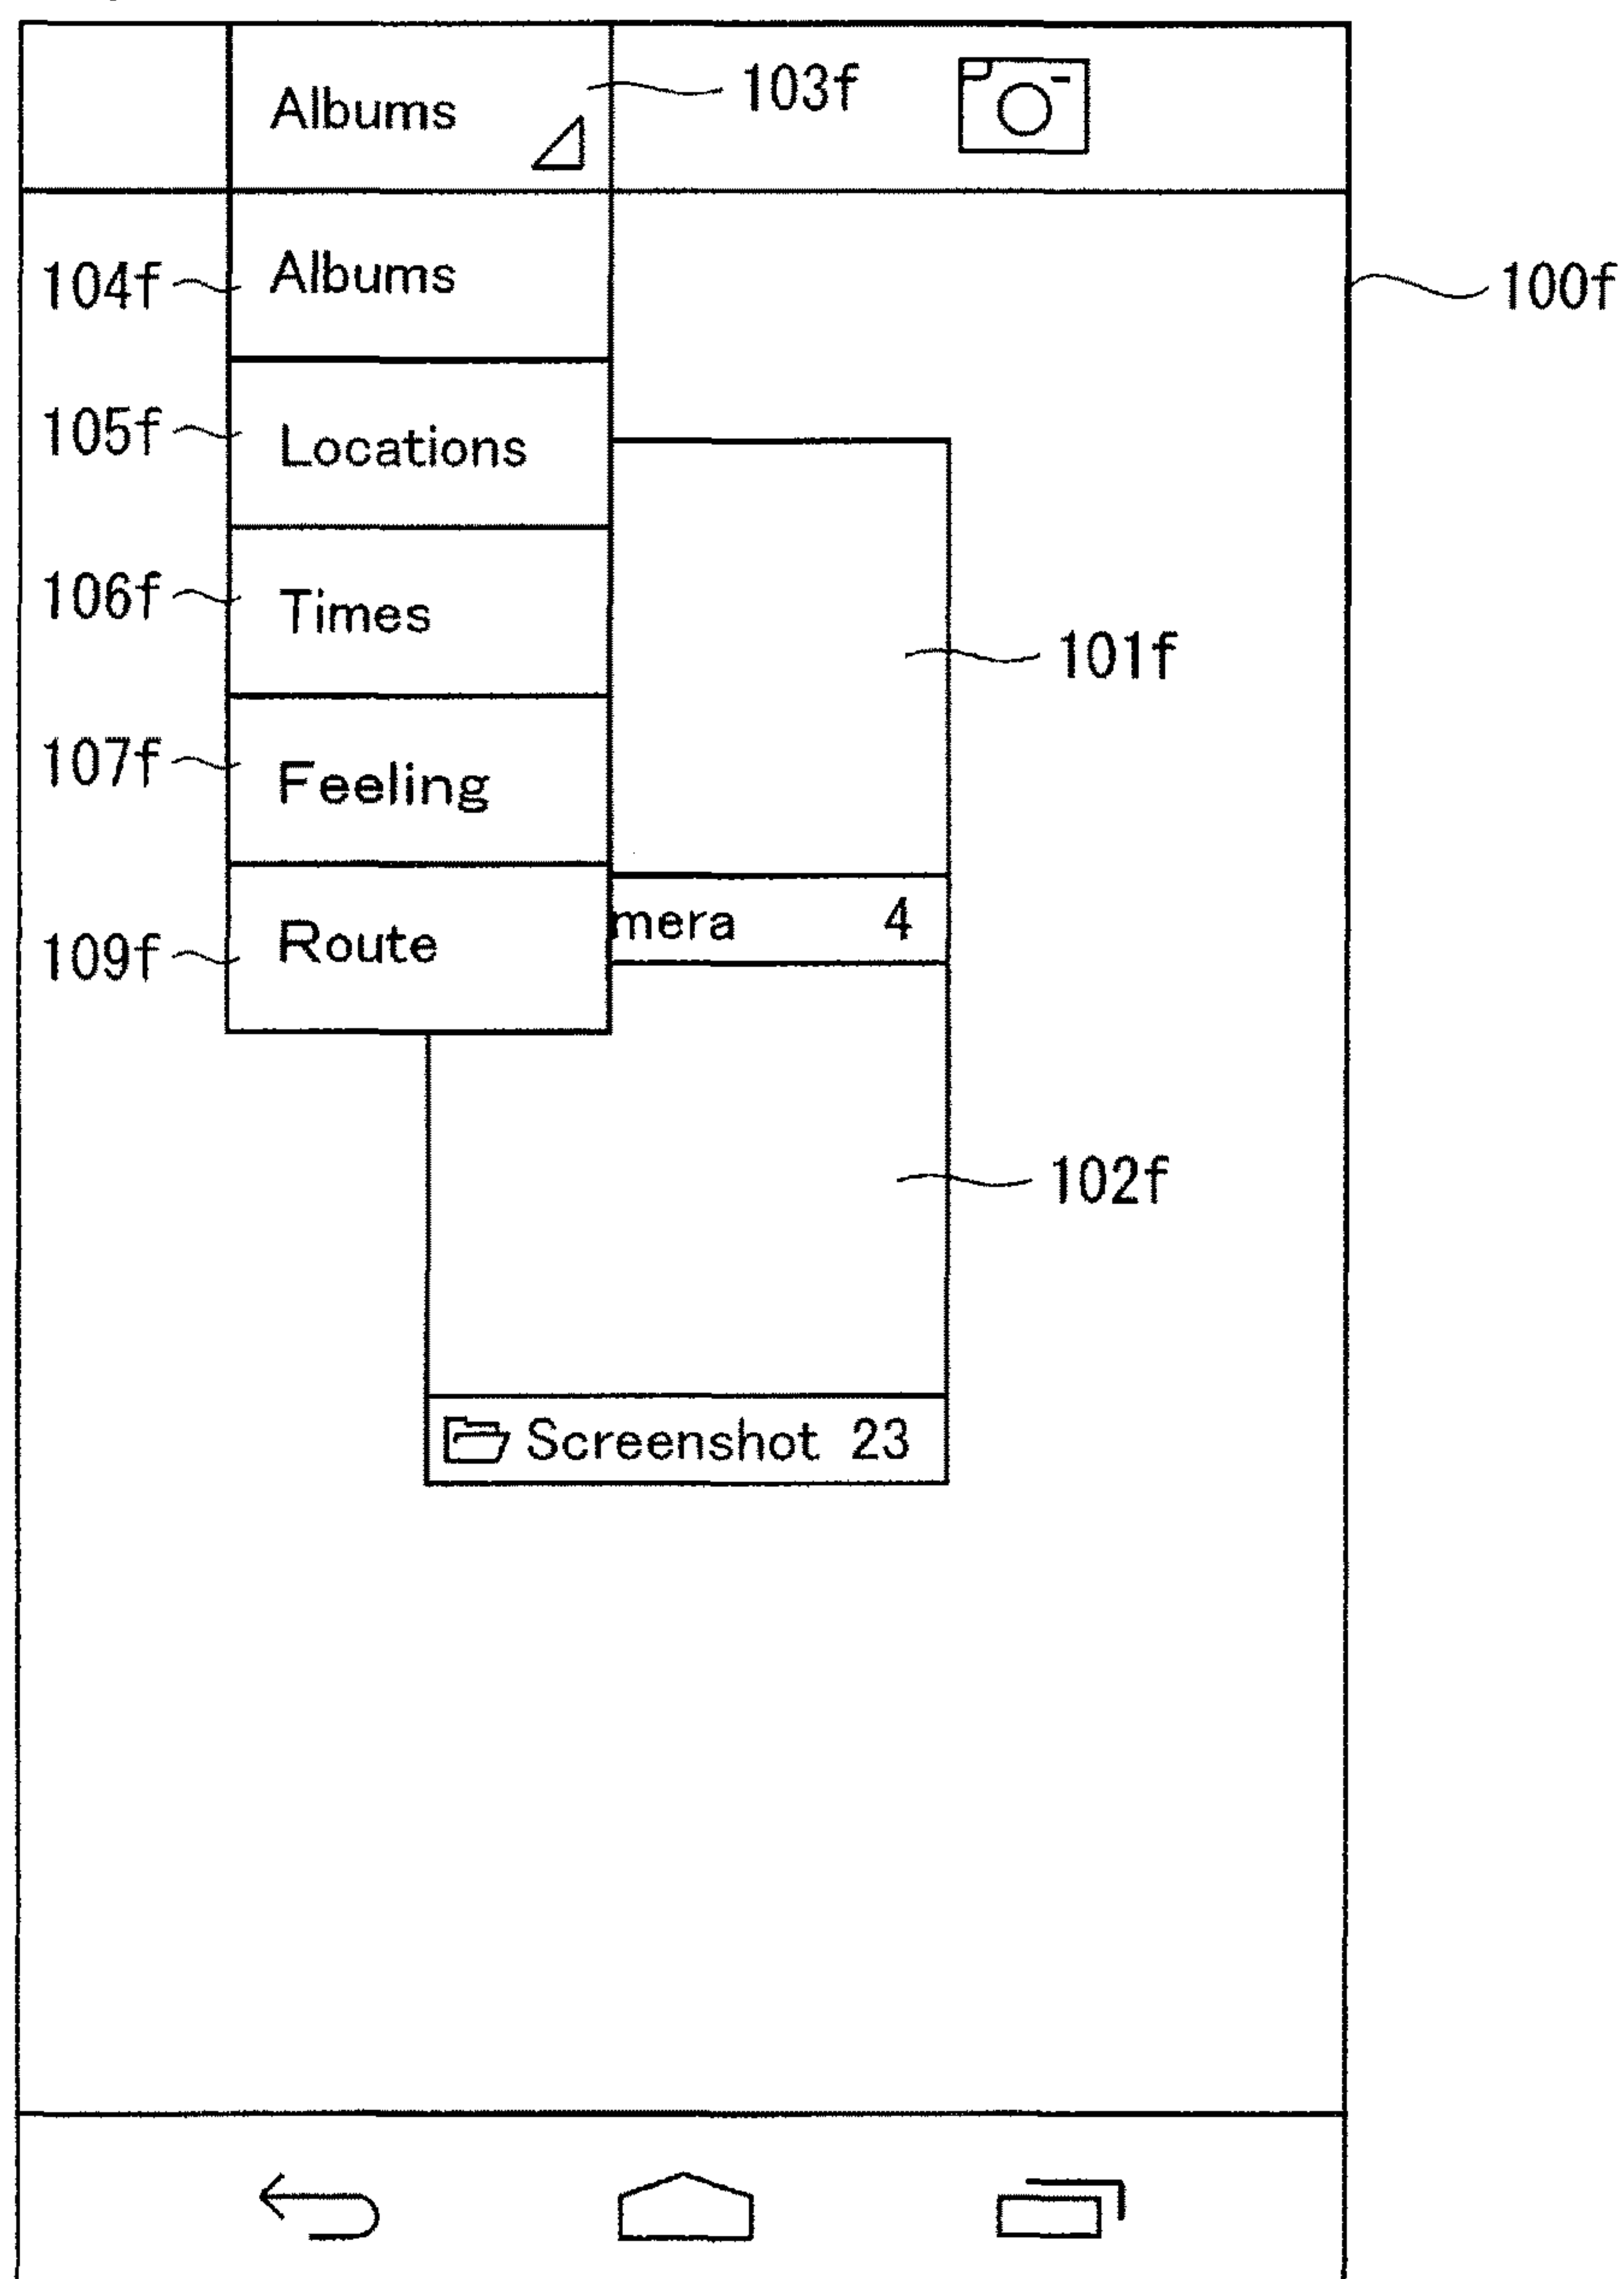 Albums 103f
104f Albums 100f
105f Locations
106f Times
101f
107f Feeling
mera 4
109f Route
102f
Screenshot 23